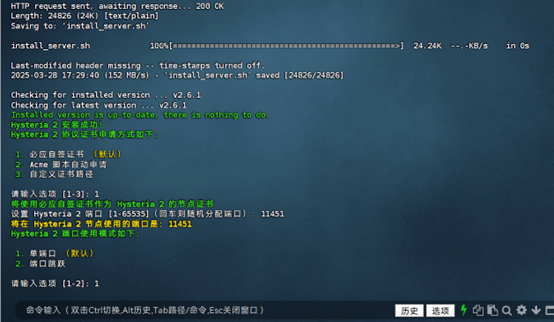 HTTP request sent, awaiting response... 200 OK
Length: 24826 (24K) [text/plain]
Saving to: ‘install_server.sh’
install_server.sh 100%[================================================>] 24.24K --.-KB/s in 0s
Last-modified header missing -- time-stamps turned off.
2025-03-28 17:29:40 (152 MB/s) - ‘install_server.sh’ saved [24826/24826]
Checking for installed version ... v2.6.1
Checking for latest version ... v2.6.1
Installed version is up-to-date, there is nothing to do.
Hysteria 2 安装成功！
Hysteria 2 协议证书申请方式如下：
1. 必应自签证书 （默认）
2. Acme 脚本自动申请
3. 自定义证书路径
请输入选项 [1-3]: 1
将使用必应自签证书作为 Hysteria 2 的节点证书
设置 Hysteria 2 端口 [1-65535]（回车则随机分配端口）: 11451
将在 Hysteria 2 节点使用的端口是: 11451
Hysteria 2 端口使用模式如下：
1. 单端口 （默认）
2. 端口跳跃
请输入选项 [1-2]: 1
命令输入 (双击Ctrl切换,Alt历史,Tab路径/命令,Esc关闭窗口) 历史 选项